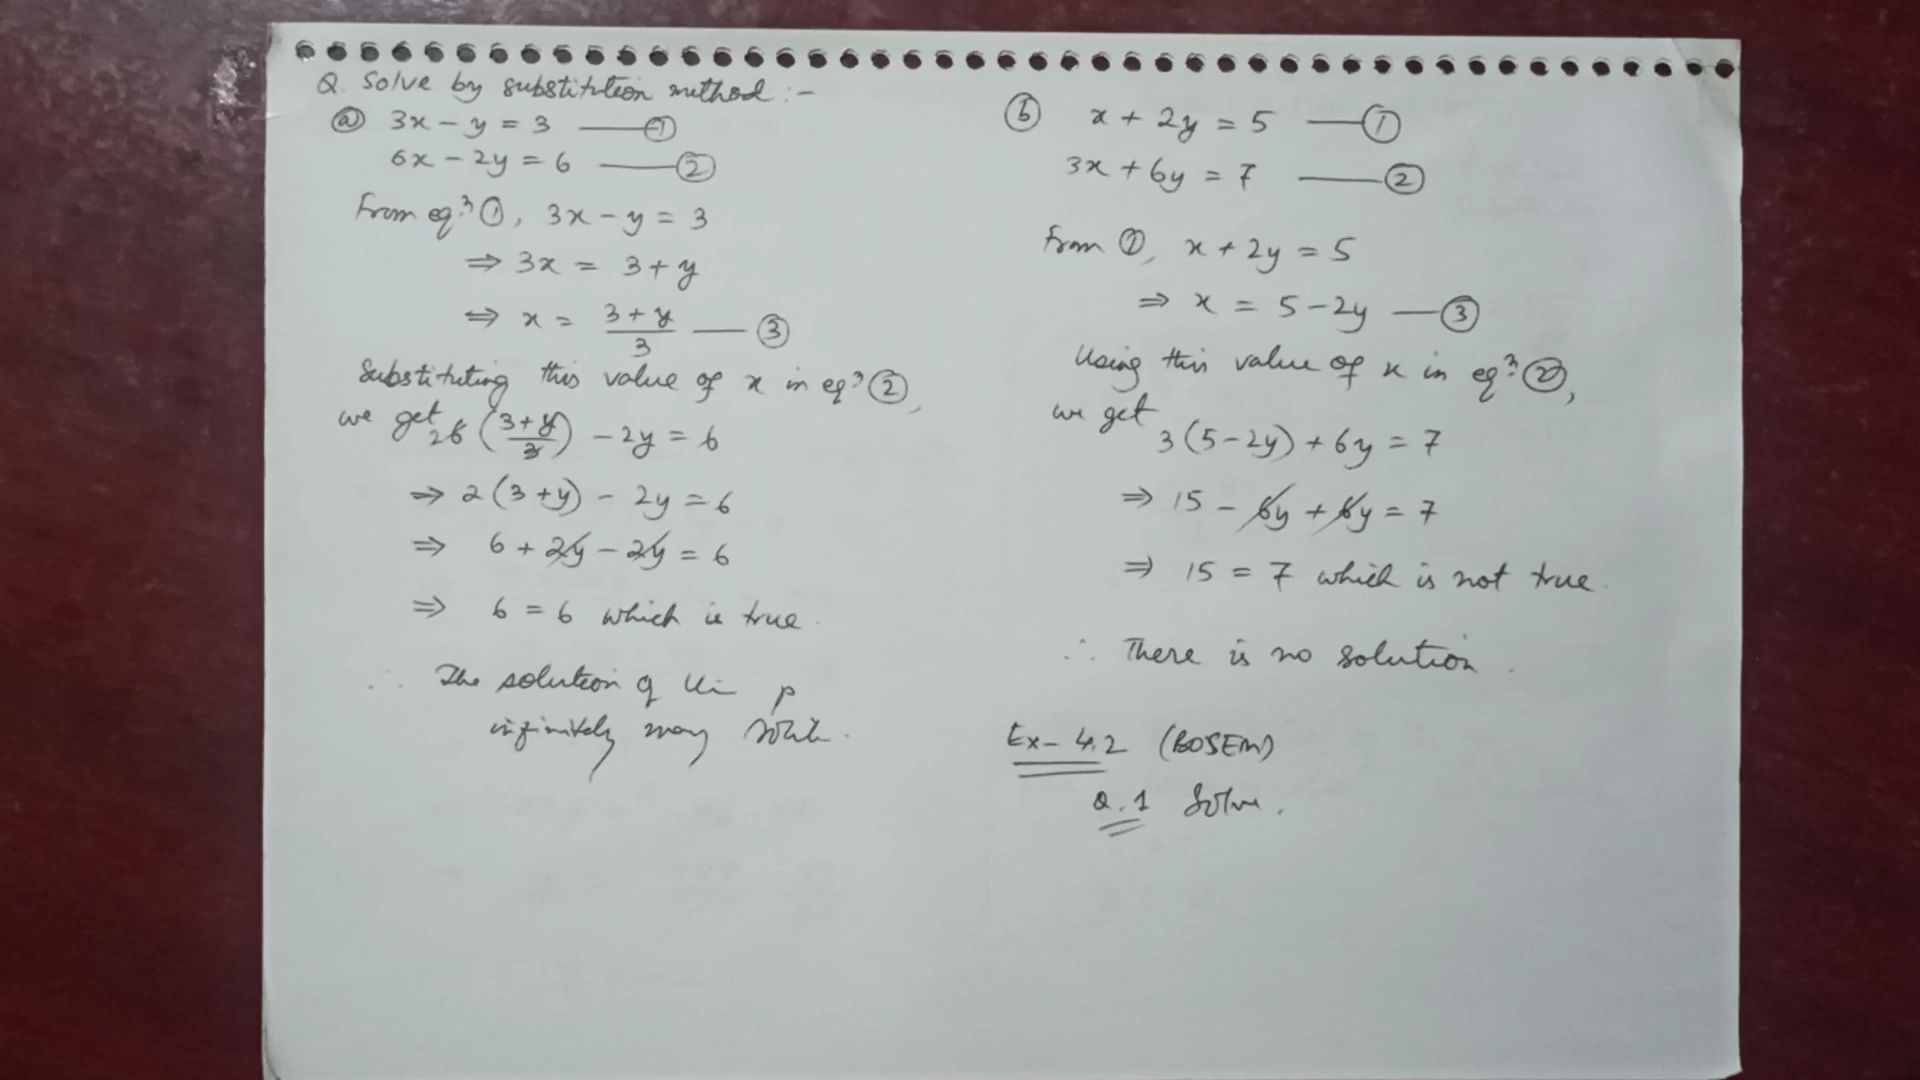 Q. Solve by substitution method :-
(a) 3x - y = 3 —— (1)
6x - 2y = 6 —— (2)
From eqn (1), 3x - y = 3
⇒ 3x = 3 + y
⇒ x = (3 + y)/3 —— (3)
Substituting this value of x in eqn (2),
we get
6 ((3 + y)/3) - 2y = 6
⇒ 2(3 + y) - 2y = 6
⇒ 6 + 2y - 2y = 6
⇒ 6 = 6 which is true.
∴ The solution of
infinitely many
(b) x + 2y = 5 —— (1)
3x + 6y = 7 —— (2)
From (1), x + 2y = 5
⇒ x = 5 - 2y —— (3)
Using this value of x in eqn (2),
we get
3(5 - 2y) + 6y = 7
⇒ 15 - 6y + 6y = 7
⇒ 15 = 7 which is not true.
∴ There is no solution.
Ex - 4.2 (BOSEM)
Q.1 Solve.